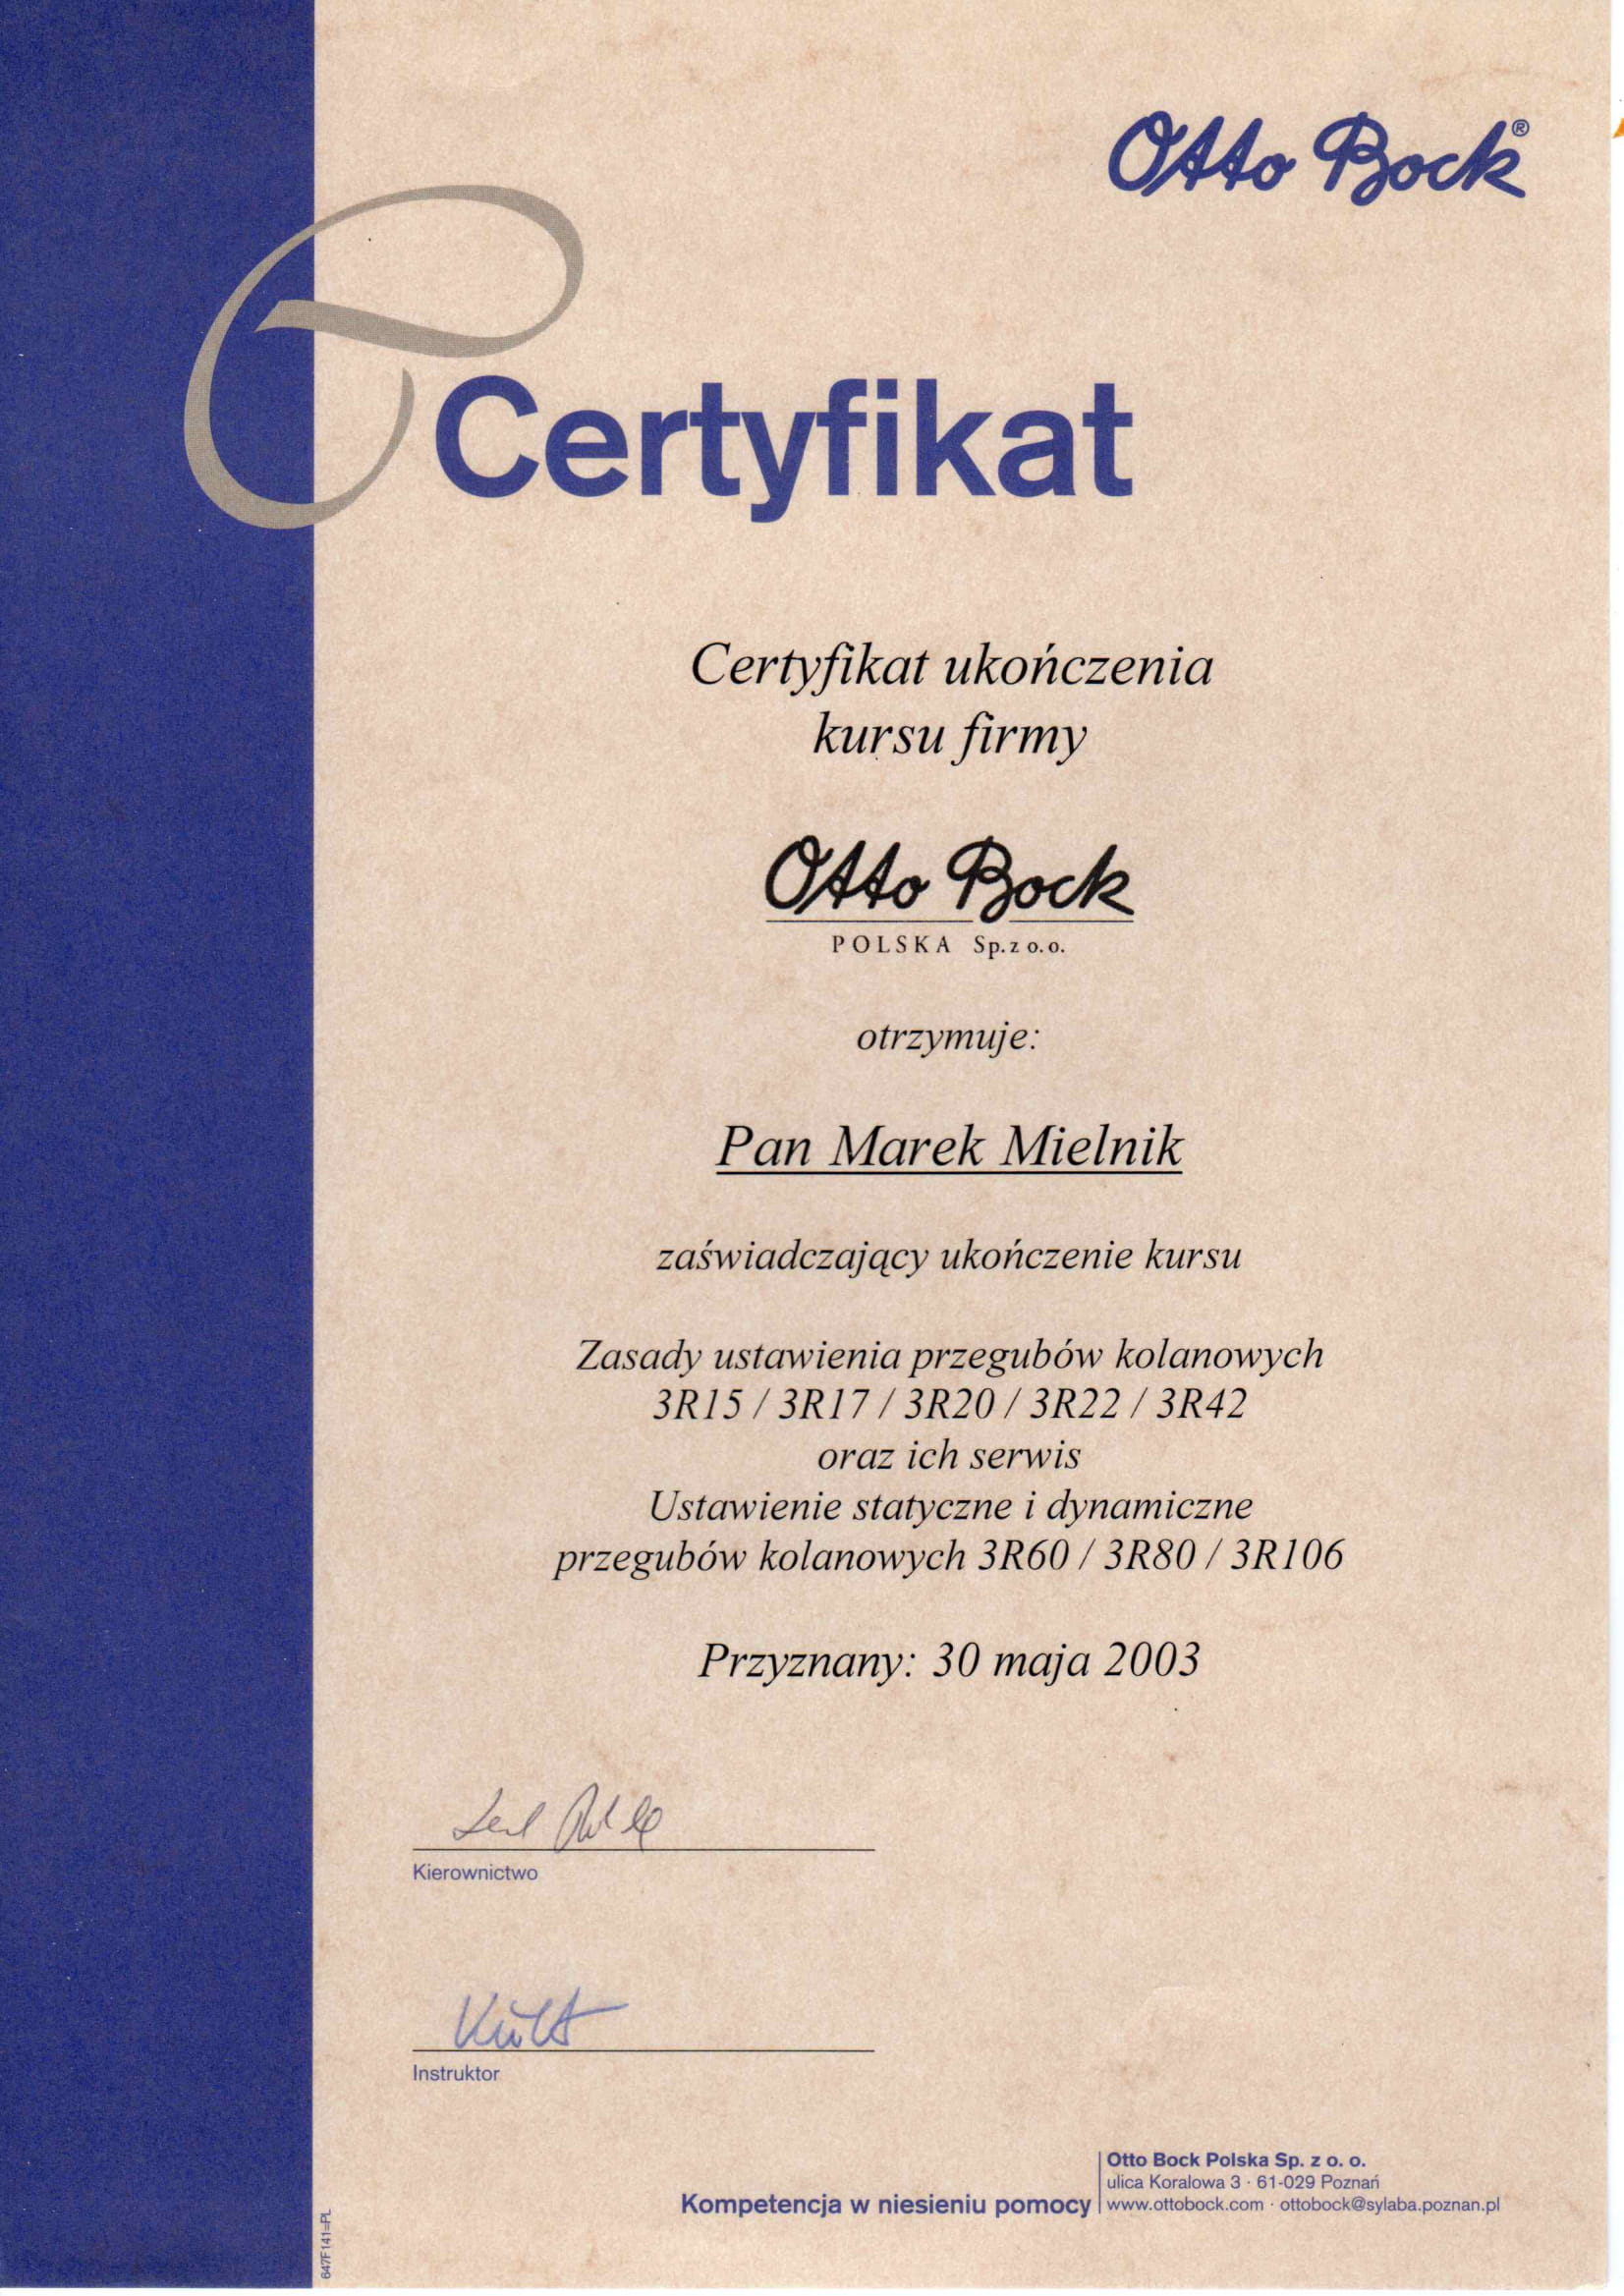 Otto Bock®
Certyfikat
Certyfikat ukończenia
kursu firmy
Otto Bock
POLSKA Sp. z o.o.
otrzymuje:
Pan Marek Mielnik
zaświadczający ukończenie kursu
Zasady ustawienia przegubów kolanowych
3R15 / 3R17 / 3R20 / 3R22 / 3R42
oraz ich serwis
Ustawienie statyczne i dynamiczne
przegubów kolanowych 3R60 / 3R80 / 3R106
Przyznany: 30 maja 2003
Kierownictwo
Instruktor
Otto Bock Polska Sp. z o. o.
ulica Koralowa 3 · 61-029 Poznań
Kompetencja w niesieniu pomocy
www.ottobock.com · ottobock@sylaba.poznan.pl
647F141=PL